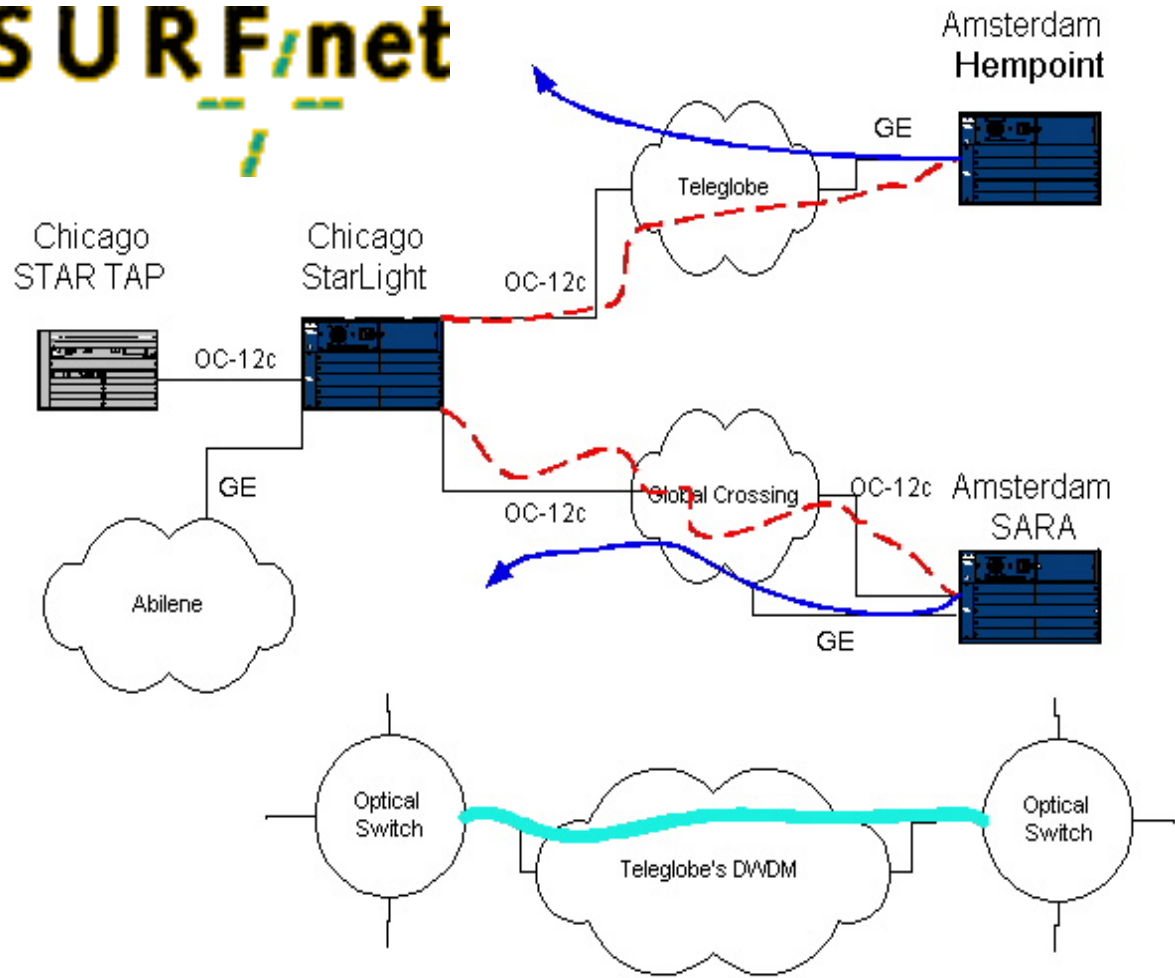 SURFnet
Amsterdam
Hempoint
GE
Teleglobe
Chicago
STAR TAP
Chicago
StarLight
OC-12c
OC-12c
GE
OC-12c
Global Crossing
OC-12c
Amsterdam
SARA
Abilene
GE
Optical
Switch
Teleglobe's DWDM
Optical
Switch